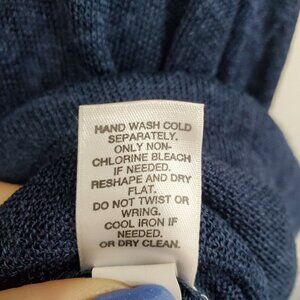 HAND WASH COLD
SEPARATELY.
ONLY NON-
CHLORINE BLEACH
IF NEEDED.
RESHAPE AND DRY
FLAT.
DO NOT TWIST OR
WRING.
COOL IRON IF
NEEDED.
OR DRY CLEAN.